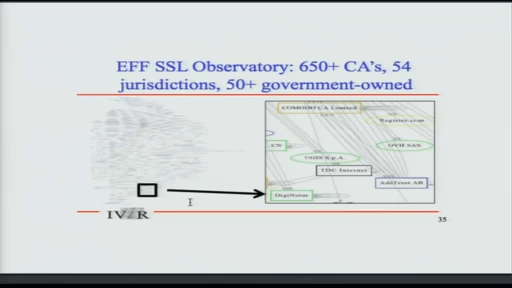 EFF SSL Observatory: 650+ CA's, 54
jurisdictions, 50+ government-owned
COMODO CA Limited
Register.com
CN
OVH SAS
TDC Internet
AddTrust AB
DigiNotar
35